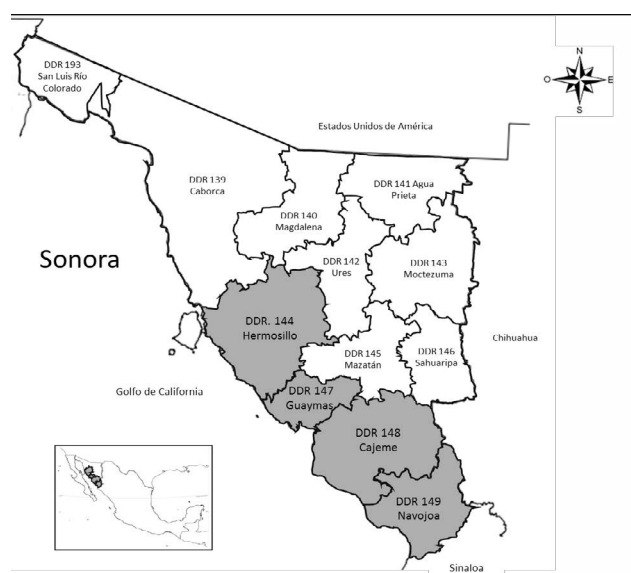 N
O
E
S
DDR 193
San Luis Río
Colorado
Estados Unidos de América
DDR 139
Caborca
DDR 141 Agua
Prieta
DDR 140
Magdalena
Sonora
DDR 142
Ures
DDR 143
Moctezuma
DDR. 144
Hermosillo
Chihuahua
DDR 145
Mazatán
DDR 146
Sahuaripa
Golfo de California
DDR 147
Guaymas
DDR 148
Cajeme
DDR 149
Navojoa
Sinaloa